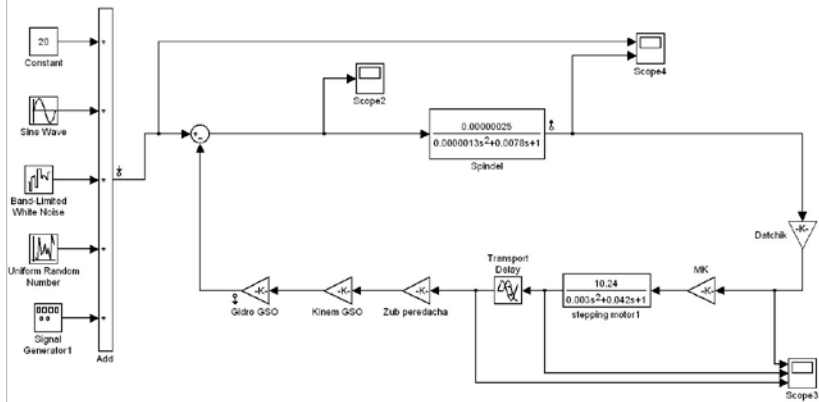 20
Constant
Sine Wave
Band-Limited
White Noise
Uniform Random
Number
Signal
Generator1
Add
Scope2
Scope4
0.00000025
0.0000013s²+0.0078s+1
Spindel
-K-
Datchik
MK
-K-
10.24
0.003s²+0.042s+1
stepping motor1
Transport
Delay
-K-
Zub peredacha
-K-
Kinem GSO
-K-
Gidro GSO
Scope3